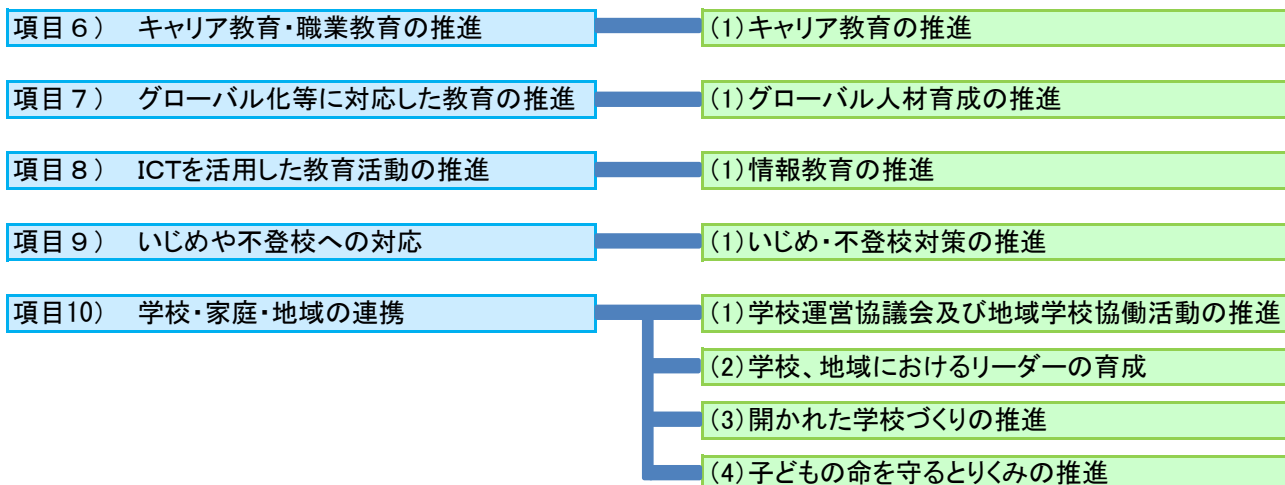 項目６） キャリア教育・職業教育の推進
(1)キャリア教育の推進
項目７） グローバル化等に対応した教育の推進
(1)グローバル人材育成の推進
項目８） ICTを活用した教育活動の推進
(1)情報教育の推進
項目９） いじめや不登校への対応
(1)いじめ・不登校対策の推進
項目10） 学校・家庭・地域の連携
(1)学校運営協議会及び地域学校協働活動の推進
(2)学校、地域におけるリーダーの育成
(3)開かれた学校づくりの推進
(4)子どもの命を守るとりくみの推進